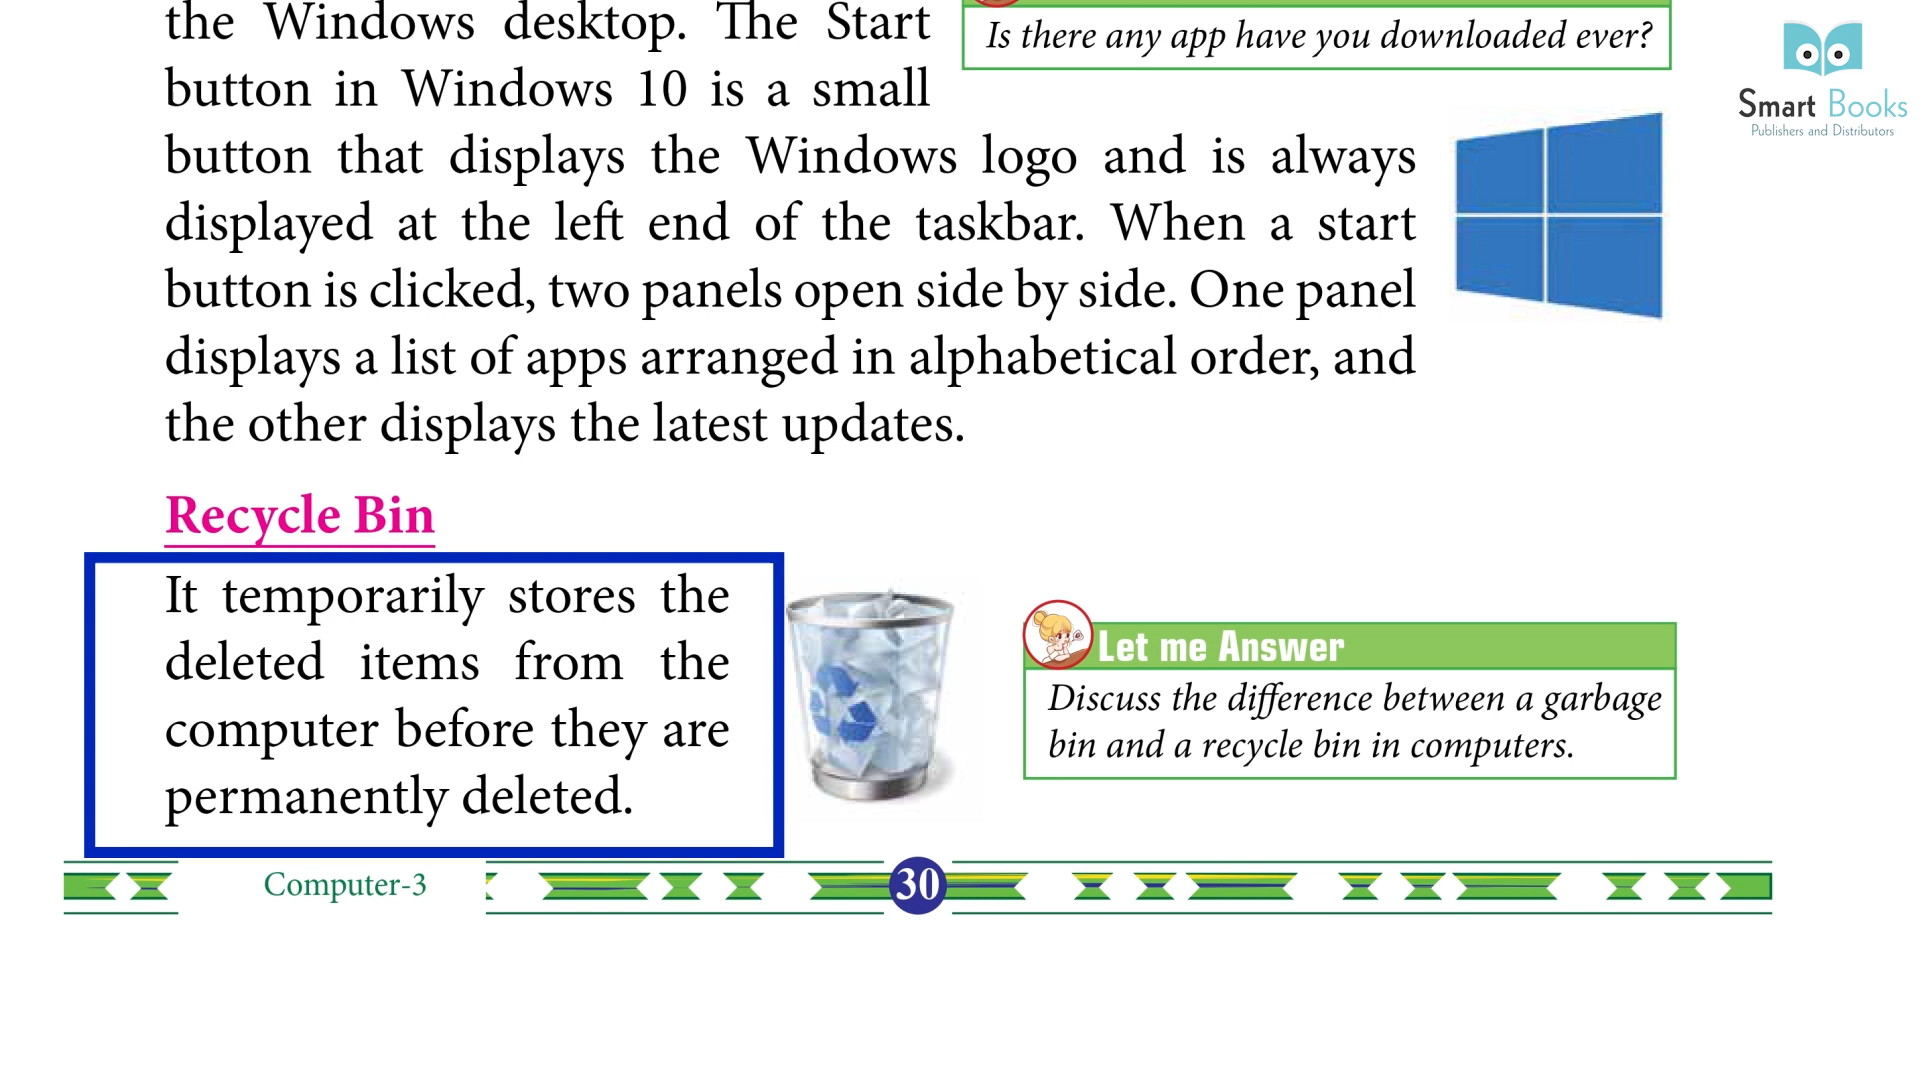 the Windows desktop. The Start
button in Windows 10 is a small
Is there any app have you downloaded ever?
Smart Books
Publishers and Distributors
button that displays the Windows logo and is always
displayed at the left end of the taskbar. When a start
button is clicked, two panels open side by side. One panel
displays a list of apps arranged in alphabetical order, and
the other displays the latest updates.
Recycle Bin
It temporarily stores the
deleted items from the
computer before they are
permanently deleted.
Let me Answer
Discuss the difference between a garbage
bin and a recycle bin in computers.
Computer-3
30